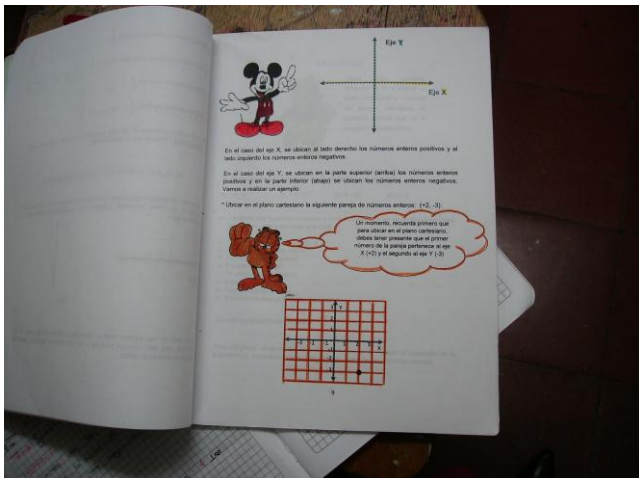 Eje Y
Eje X
En el caso del eje X, se ubican al lado derecho los números enteros positivos y al
lado izquierdo los números enteros negativos.
En el caso del eje Y, se ubican en la parte superior (arriba) los números enteros
positivos y en la parte inferior (abajo) se ubican los números enteros negativos.
Vamos a realizar un ejemplo:
* Ubicar en el plano cartesiano la siguiente pareja de números enteros: (+2, -3):
Un momento, recuerda primero que
para ubicar en el plano cartesiano,
debes tener presente que el primer
número de la pareja pertenece al eje
X (+2) y el segundo al eje Y (-3)
Y
X
9